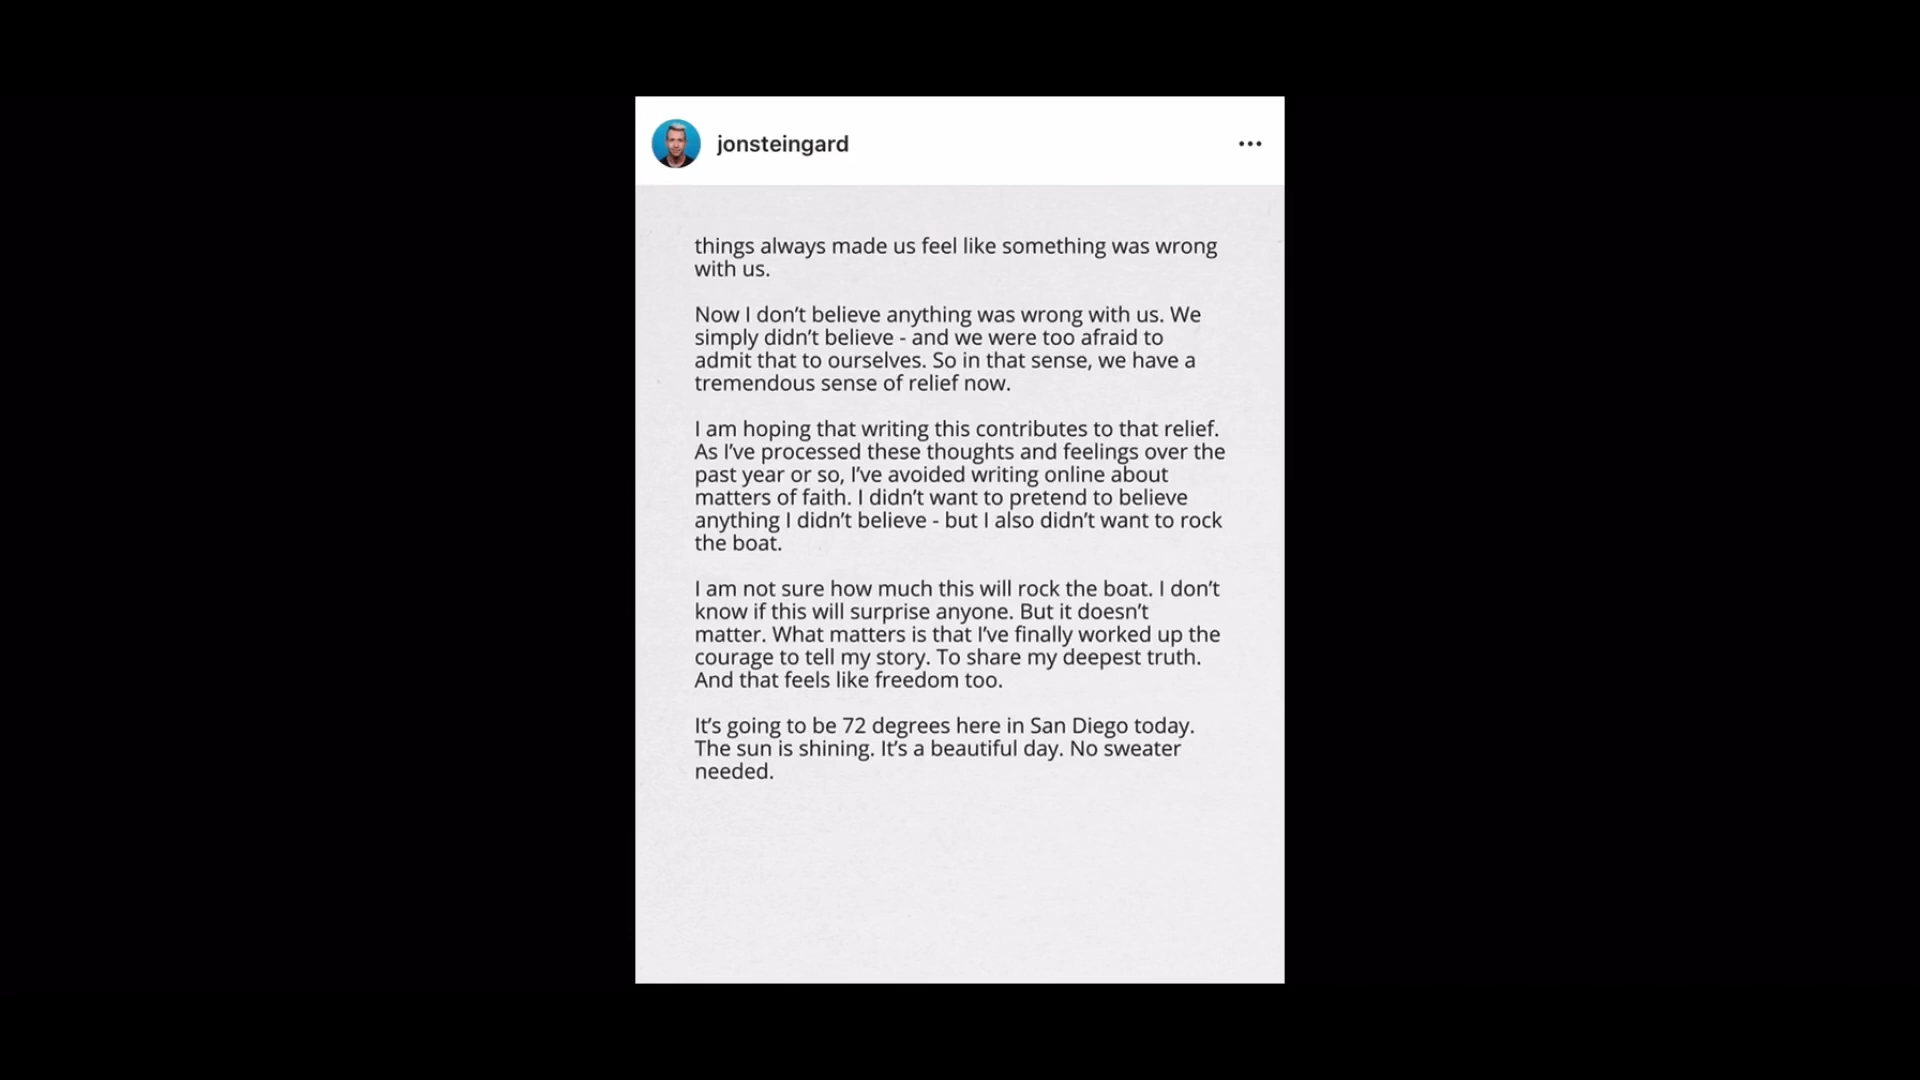 jonsteingard
things always made us feel like something was wrong
with us.
Now I don’t believe anything was wrong with us. We
simply didn’t believe - and we were too afraid to
admit that to ourselves. So in that sense, we have a
tremendous sense of relief now.
I am hoping that writing this contributes to that relief.
As I’ve processed these thoughts and feelings over the
past year or so, I’ve avoided writing online about
matters of faith. I didn’t want to pretend to believe
anything I didn’t believe - but I also didn’t want to rock
the boat.
I am not sure how much this will rock the boat. I don’t
know if this will surprise anyone. But it doesn’t
matter. What matters is that I’ve finally worked up the
courage to tell my story. To share my deepest truth.
And that feels like freedom too.
It’s going to be 72 degrees here in San Diego today.
The sun is shining. It’s a beautiful day. No sweater
needed.